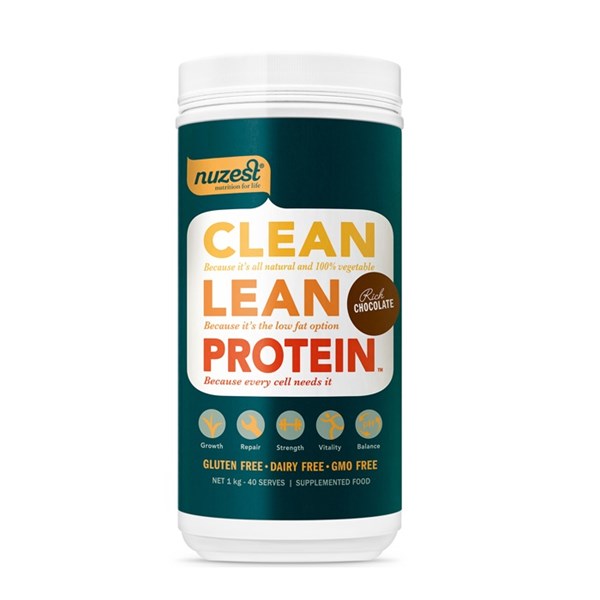 nuzest®
nutrition for life
CLEAN
Because it's all natural and 100% vegetable
LEAN
Because it's the low fat option
Rich
CHOCOLATE
PROTEIN™
Because every cell needs it
Growth Repair Strength Vitality Balance
GLUTEN FREE • DAIRY FREE • GMO FREE
NET 1 kg - 40 SERVES | SUPPLEMENTED FOOD